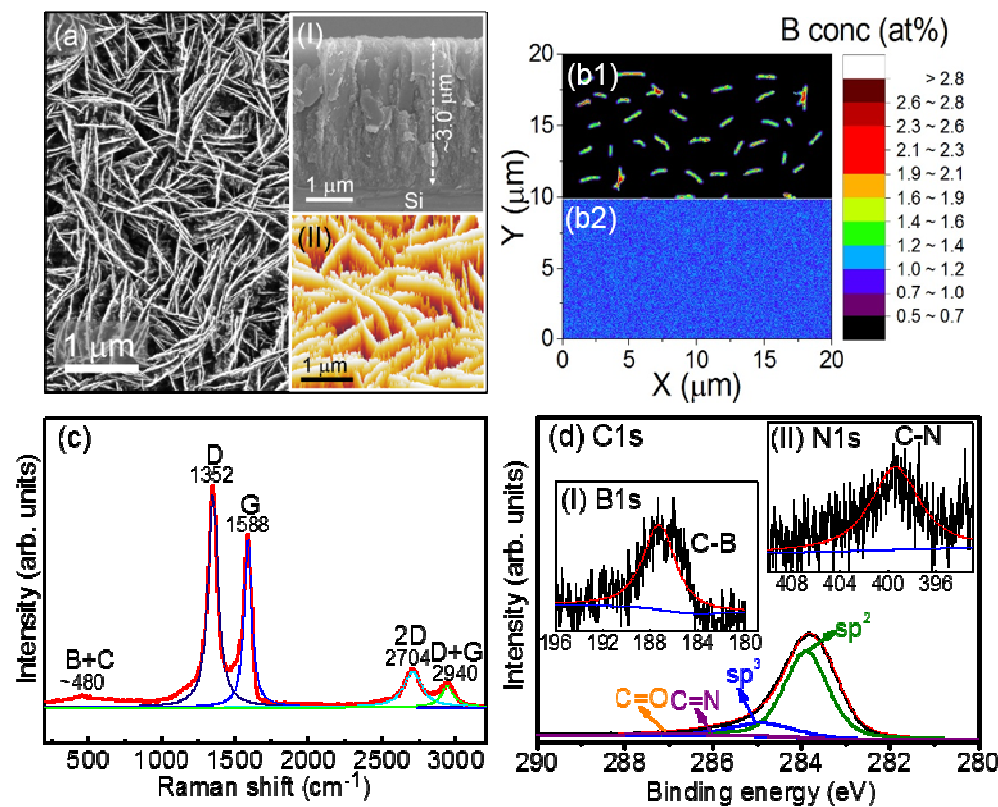 (a)
1 μm
(I)
~3.0 μm
1 μm
Si
(II)
1 μm
B conc (at%)
(b1)
(b2)
20
15
10
5
0
Y (μm)
0 5 10 15 20
X (μm)
> 2.8
2.6 ~ 2.8
2.3 ~ 2.6
2.1 ~ 2.3
1.9 ~ 2.1
1.6 ~ 1.9
1.4 ~ 1.6
1.2 ~ 1.4
1.0 ~ 1.2
0.7 ~ 1.0
0.5 ~ 0.7
(c)
D
1352
G
1588
B+C
~480
2D
2704
D+G
2940
Intensity (arb. units)
500 1000 1500 2000 2500 3000
Raman shift (cm-1)
(d) C1s
(I) B1s
C-B
196 192 187 184 180
(II) N1s
C-N
408 404 400 396
sp2
sp3
C=O
C=N
Intensity (arb. units)
290 288 286 284 282 280
Binding energy (eV)